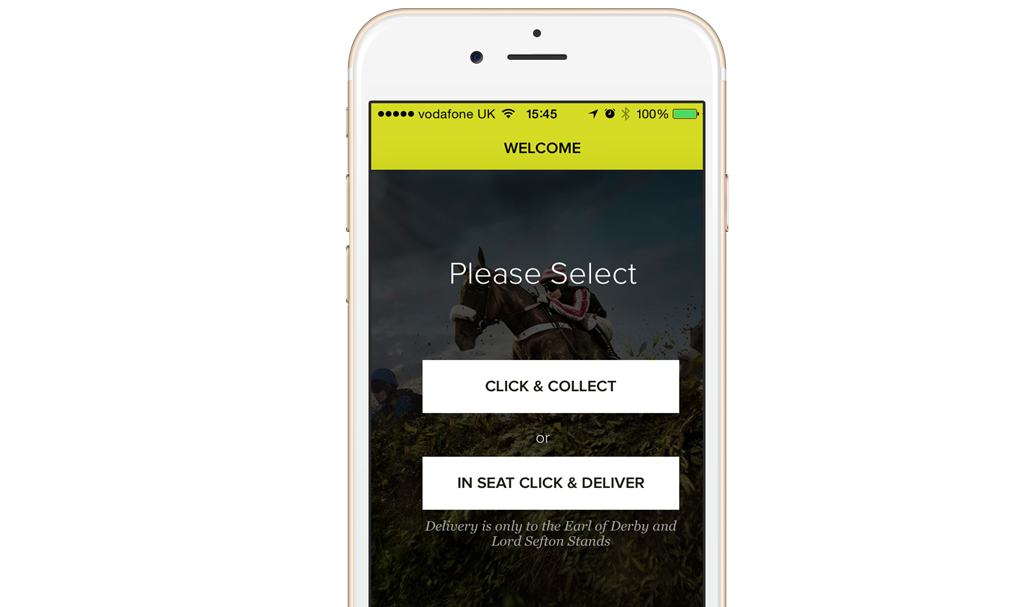 vodafone UK 15:45 100%
WELCOME
Please Select
CLICK & COLLECT
or
IN SEAT CLICK & DELIVER
Delivery is only to the Earl of Derby and
Lord Sefton Stands